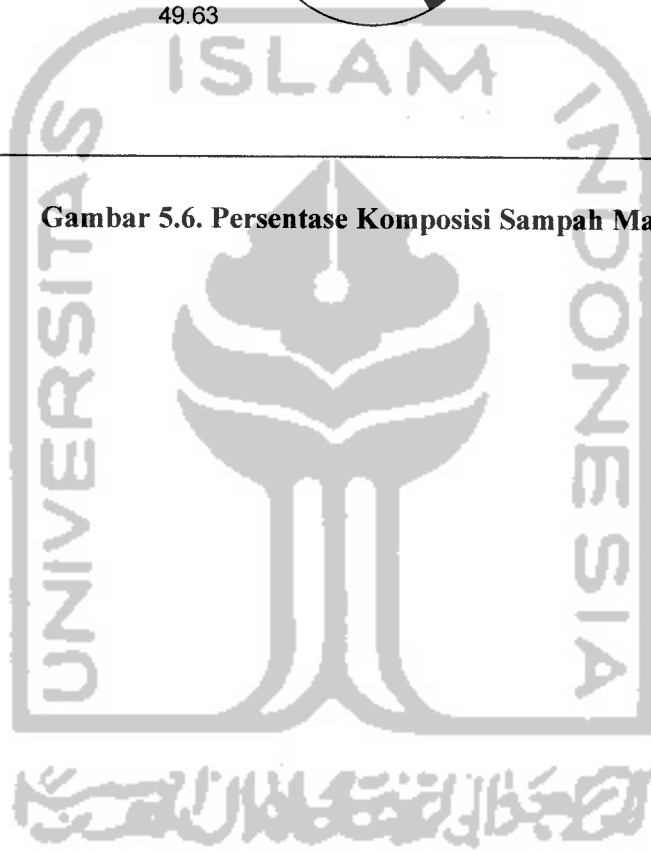 49.63
ISLAM
UNIVERSITAS
INDONESIA
Gambar 5.6. Persentase Komposisi Sampah Ma